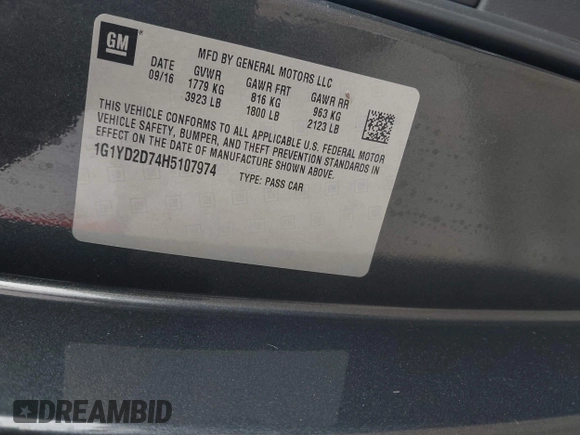 GM
MFD BY GENERAL MOTORS LLC
DATE GVWR GAWR FRT GAWR RR
09/16 1779 KG 816 KG 963 KG
3923 LB 1800 LB 2123 LB
THIS VEHICLE CONFORMS TO ALL APPLICABLE U.S. FEDERAL MOTOR
VEHICLE SAFETY, BUMPER, AND THEFT PREVENTION STANDARDS IN
EFFECT ON THE DATE OF MANUFACTURE SHOWN ABOVE.
1G1YD2D74H5107974
TYPE: PASS CAR
DREAMBID